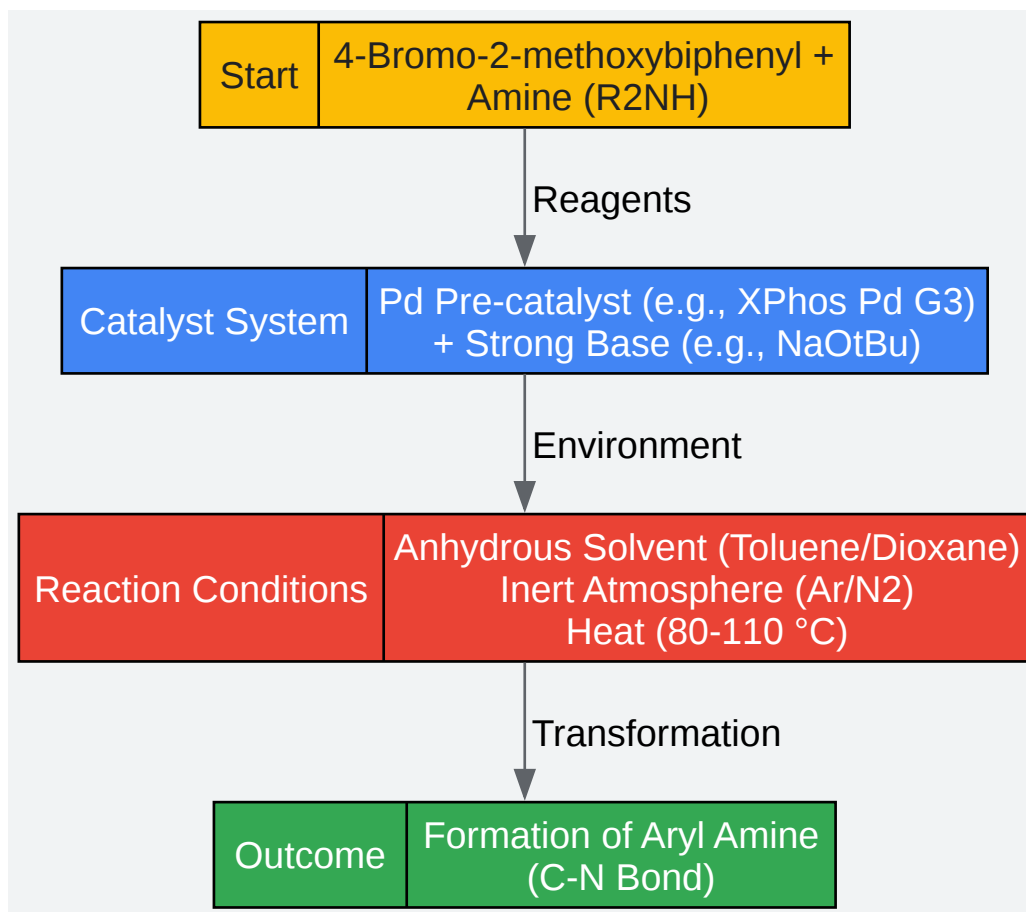 Start
4-Bromo-2-methoxybiphenyl +
Amine (R2NH)
Reagents
Catalyst System
Pd Pre-catalyst (e.g., XPhos Pd G3)
+ Strong Base (e.g., NaOtBu)
Environment
Reaction Conditions
Anhydrous Solvent (Toluene/Dioxane)
Inert Atmosphere (Ar/N2)
Heat (80-110 °C)
Transformation
Outcome
Formation of Aryl Amine
(C-N Bond)